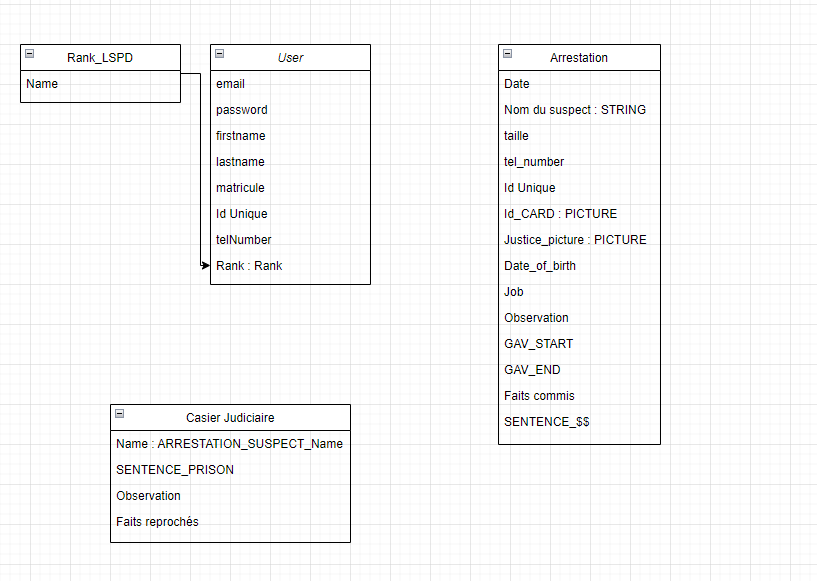 Rank_LSPD
Name
User
email
password
firstname
lastname
matricule
Id Unique
telNumber
Rank : Rank
Arrestation
Date
Nom du suspect : STRING
taille
tel_number
Id Unique
Id_CARD : PICTURE
Justice_picture : PICTURE
Date_of_birth
Job
Observation
GAV_START
GAV_END
Faits commis
SENTENCE_$$
Casier Judiciaire
Name : ARRESTATION_SUSPECT_Name
SENTENCE_PRISON
Observation
Faits reprochés